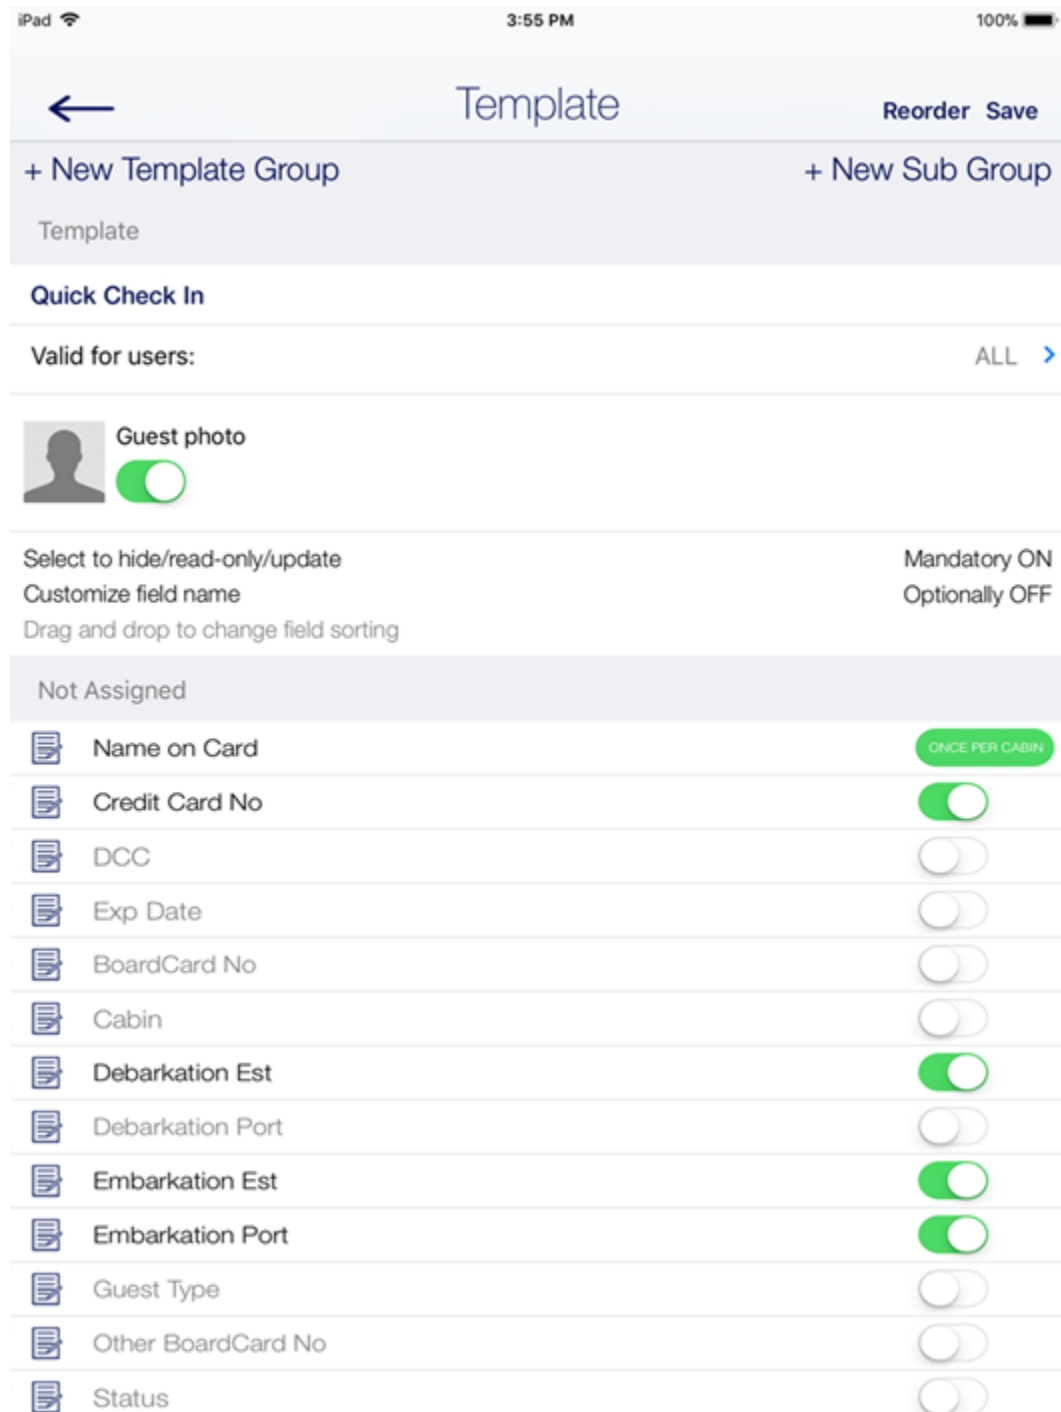 iPad 3:55 PM 100%
Template Reorder Save
+ New Template Group + New Sub Group
Template
Quick Check In
Valid for users: ALL
Guest photo
Select to hide/read-only/update Mandatory ON
Customize field name Optionally OFF
Drag and drop to change field sorting
Not Assigned
Name on Card ONCE PER CABIN
Credit Card No
DCC
Exp Date
BoardCard No
Cabin
Debarkation Est
Debarkation Port
Embarkation Est
Embarkation Port
Guest Type
Other BoardCard No
Status